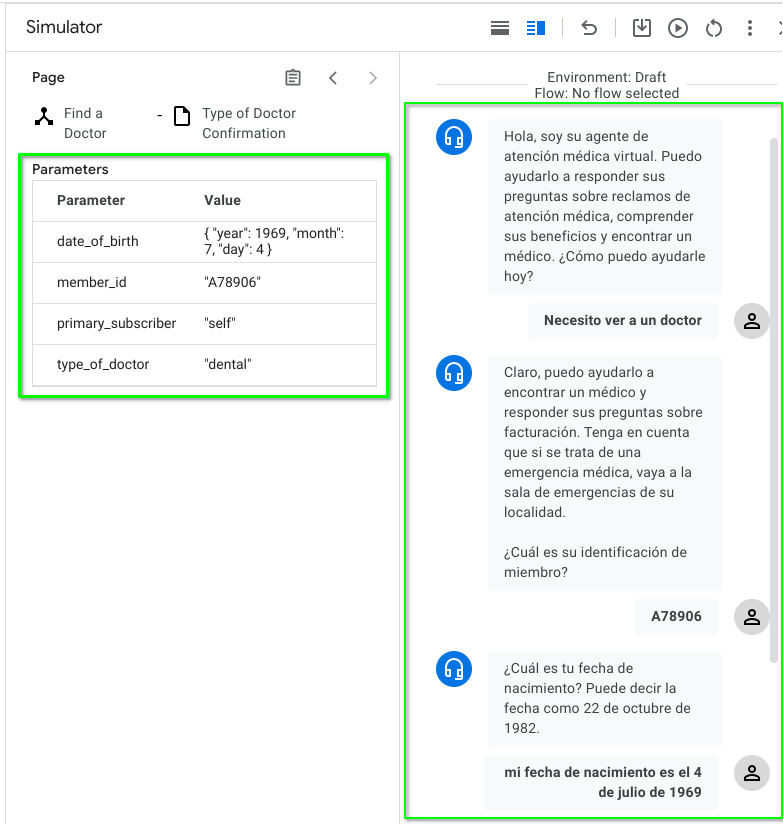 Simulator
Page
Find a
Doctor
-
Type of Doctor
Confirmation
Parameters
Parameter Value
date_of_birth { "year": 1969, "month":
7, "day": 4 }
member_id "A78906"
primary_subscriber "self"
type_of_doctor "dental"
Environment: Draft
Flow: No flow selected
Hola, soy su agente de
atención médica virtual. Puedo
ayudarlo a responder sus
preguntas sobre reclamos de
atención médica, comprender
sus beneficios y encontrar un
médico. ¿Cómo puedo ayudarle
hoy?
Necesito ver a un doctor
Claro, puedo ayudarlo a
encontrar un médico y
responder sus preguntas sobre
facturación. Tenga en cuenta
que si se trata de una
emergencia médica, vaya a la
sala de emergencias de su
localidad.
¿Cuál es su identificación de
miembro?
A78906
¿Cuál es tu fecha de
nacimiento? Puede decir la
fecha como 22 de octubre de
1982.
mi fecha de nacimiento es el 4
de julio de 1969